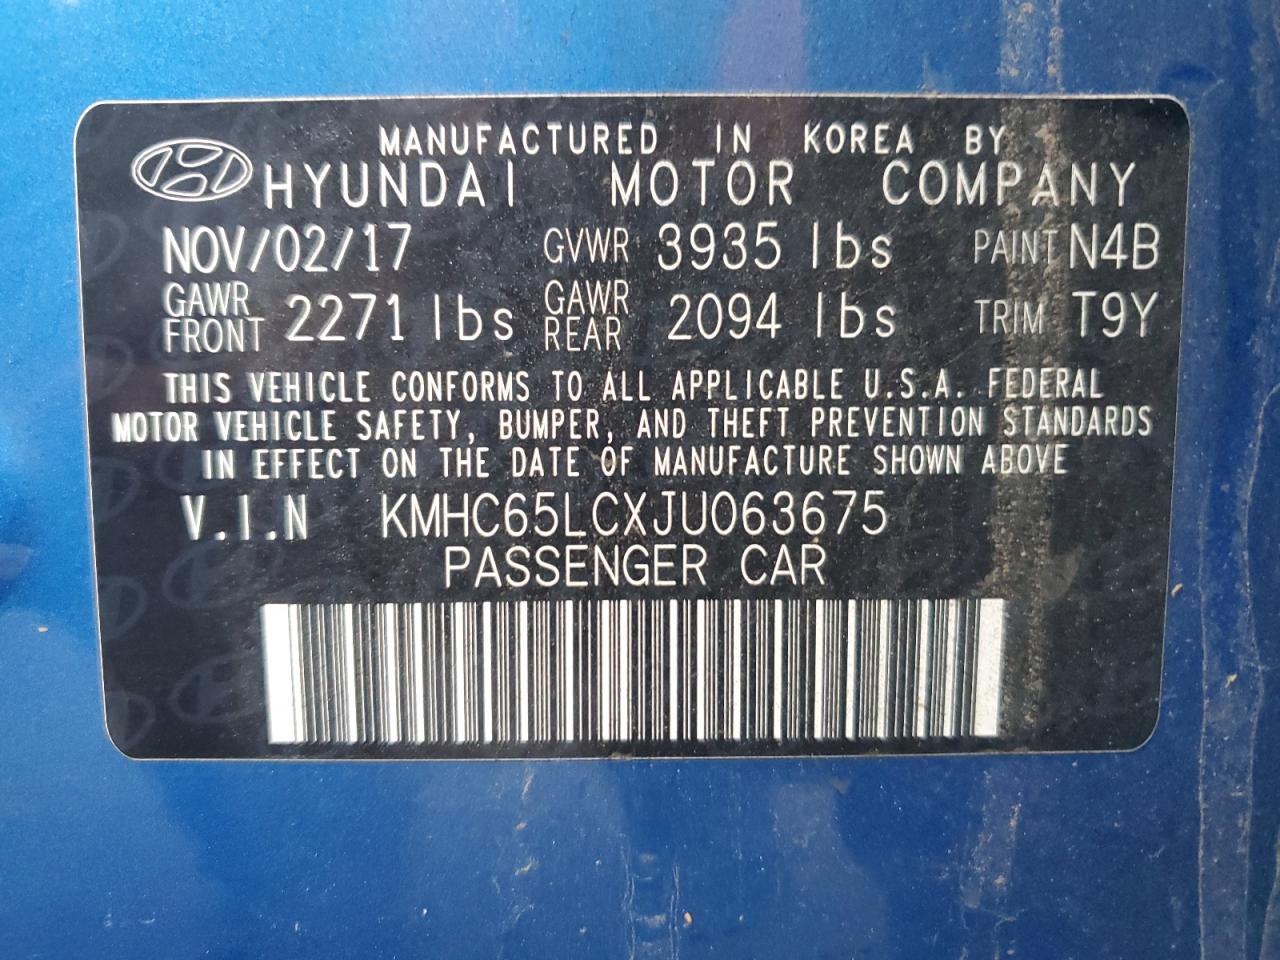 MANUFACTURED IN KOREA BY
HYUNDAI MOTOR COMPANY
NOV/02/17 GVWR 3935 lbs PAINT N4B
GAWR FRONT 2271 lbs GAWR REAR 2094 lbs TRIM T9Y
THIS VEHICLE CONFORMS TO ALL APPLICABLE U.S.A. FEDERAL
MOTOR VEHICLE SAFETY, BUMPER, AND THEFT PREVENTION STANDARDS
IN EFFECT ON THE DATE OF MANUFACTURE SHOWN ABOVE
V.I.N KMHC65LCXJU063675
PASSENGER CAR